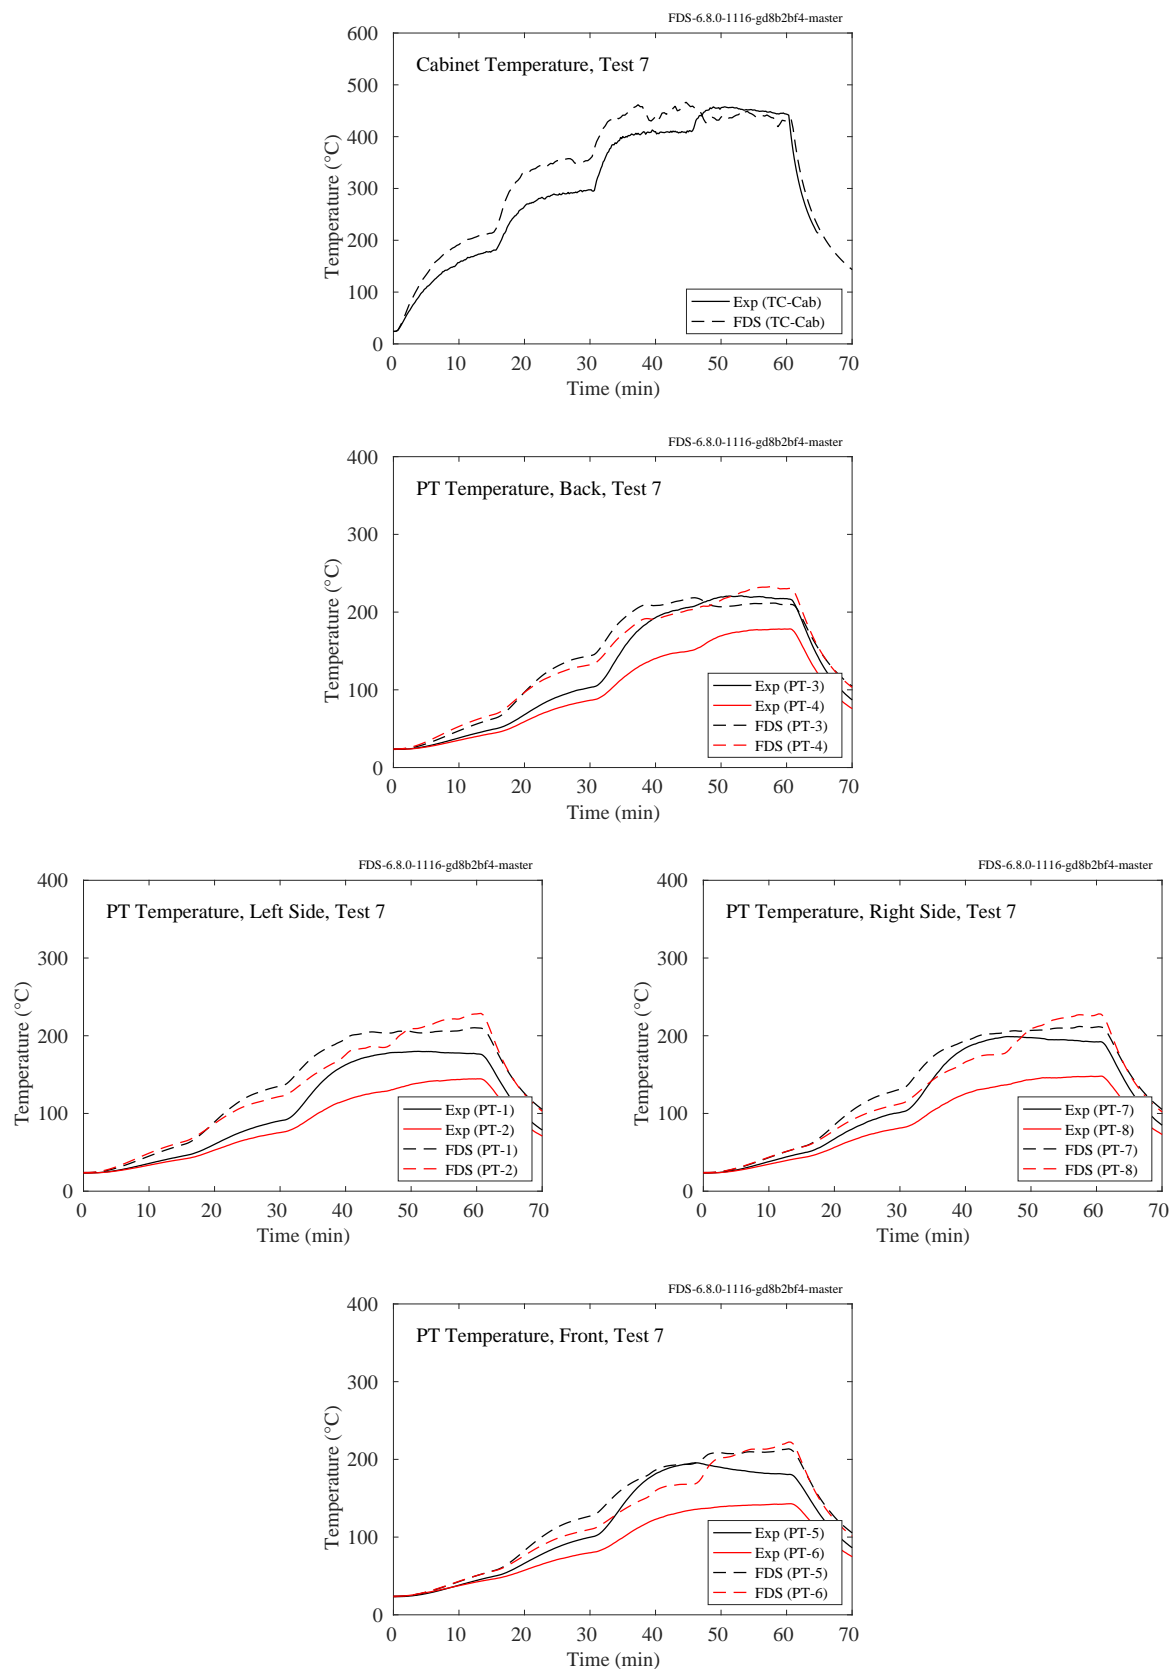 FDS-6.8.0-1116-gd8b2bf4-master
Cabinet Temperature, Test 7
Temperature (°C)
600
500
400
300
200
100
0
Exp (TC-Cab)
FDS (TC-Cab)
0 10 20 30 40 50 60 70
Time (min)
FDS-6.8.0-1116-gd8b2bf4-master
PT Temperature, Back, Test 7
Temperature (°C)
400
300
200
100
0
Exp (PT-3)
Exp (PT-4)
FDS (PT-3)
FDS (PT-4)
0 10 20 30 40 50 60 70
Time (min)
FDS-6.8.0-1116-gd8b2bf4-master
PT Temperature, Left Side, Test 7
Temperature (°C)
400
300
200
100
0
Exp (PT-1)
Exp (PT-2)
FDS (PT-1)
FDS (PT-2)
0 10 20 30 40 50 60 70
Time (min)
FDS-6.8.0-1116-gd8b2bf4-master
PT Temperature, Right Side, Test 7
Temperature (°C)
400
300
200
100
0
Exp (PT-7)
Exp (PT-8)
FDS (PT-7)
FDS (PT-8)
0 10 20 30 40 50 60 70
Time (min)
FDS-6.8.0-1116-gd8b2bf4-master
PT Temperature, Front, Test 7
Temperature (°C)
400
300
200
100
0
Exp (PT-5)
Exp (PT-6)
FDS (PT-5)
FDS (PT-6)
0 10 20 30 40 50 60 70
Time (min)